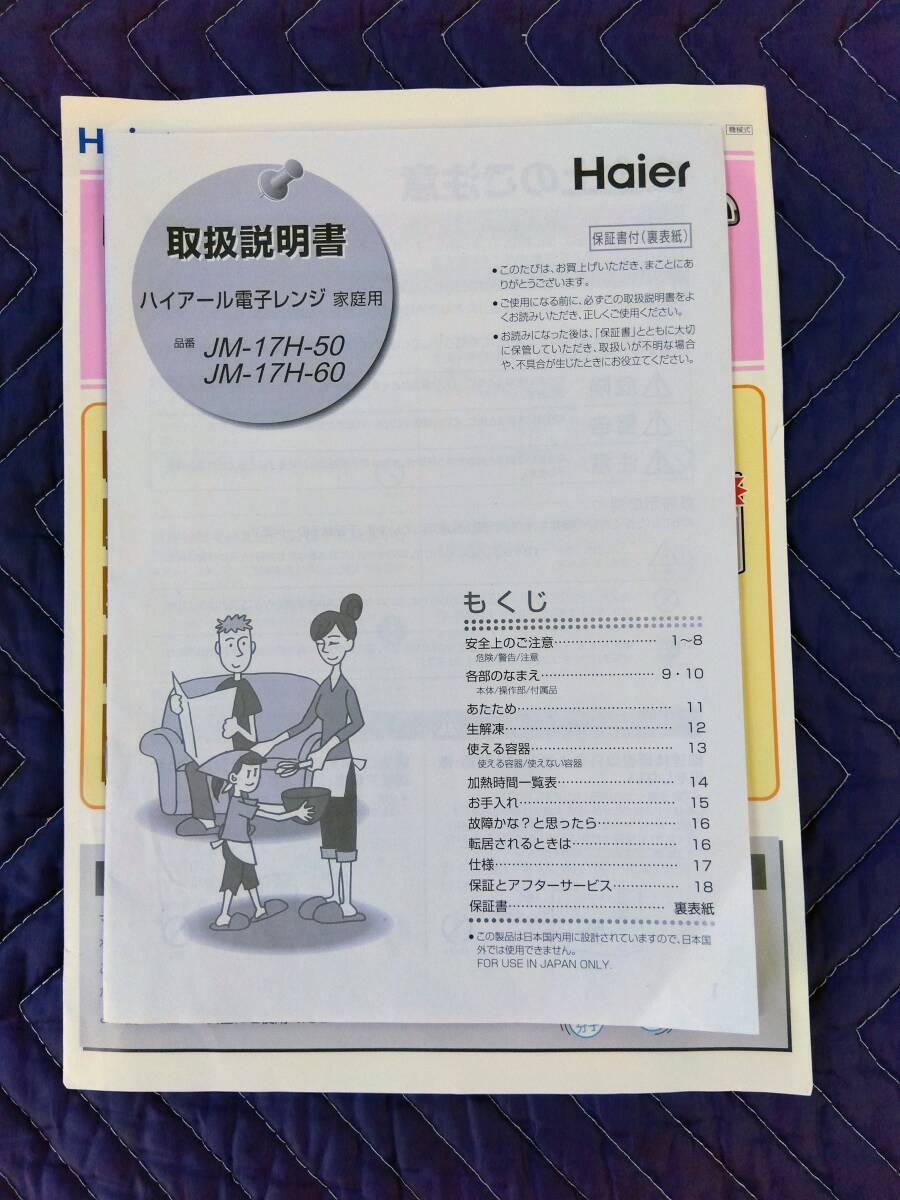 機械式
Haier
取扱説明書
ハイアール電子レンジ 家庭用
品番 JM-17H-50
JM-17H-60
保証書付(裏表紙)
●このたびは、お買上げいただき、まことにあ
りがとうございます。
●ご使用になる前に、必ずこの取扱説明書をよ
くお読みいただき、正しくご使用ください。
●お読みになった後は、「保証書」とともに大切
に保管していただき、取扱いが不明な場合
や、不具合が生じたときにお役立てください。
もくじ
安全上のご注意 1～8
危険/警告/注意
各部のなまえ 9・10
本体/操作部/付属品
あたため 11
生解凍 12
使える容器 13
使える容器/使えない容器
加熱時間一覧表 14
お手入れ 15
故障かな？と思ったら 16
転居されるときは 16
仕様 17
保証とアフターサービス 18
保証書 裏表紙
●この製品は日本国内用に設計されていますので、日本国
外では使用できません。
FOR USE IN JAPAN ONLY.